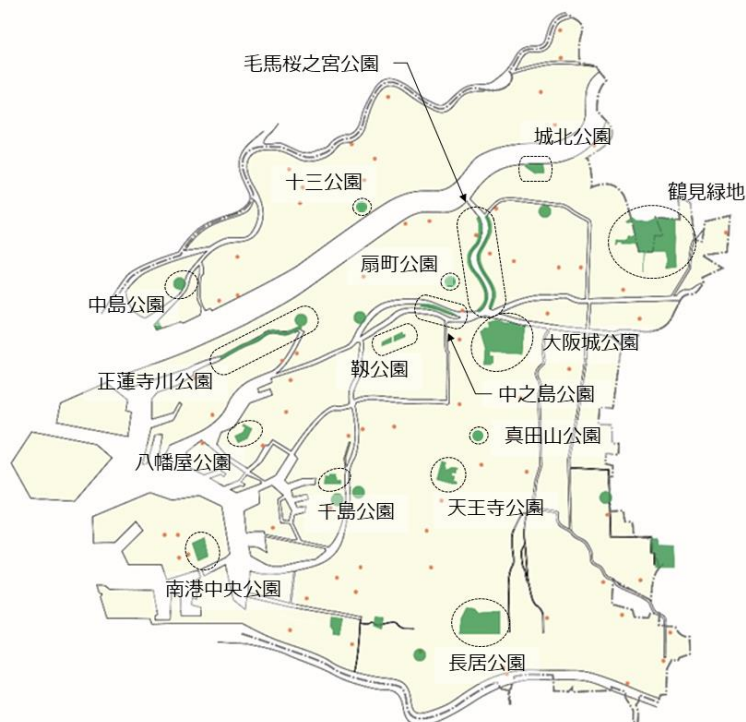 毛馬桜之宮公園
城北公園
十三公園
鶴見緑地
扇町公園
中島公園
大阪城公園
靱公園
正蓮寺川公園
中之島公園
真田山公園
八幡屋公園
千島公園
天王寺公園
南港中央公園
長居公園